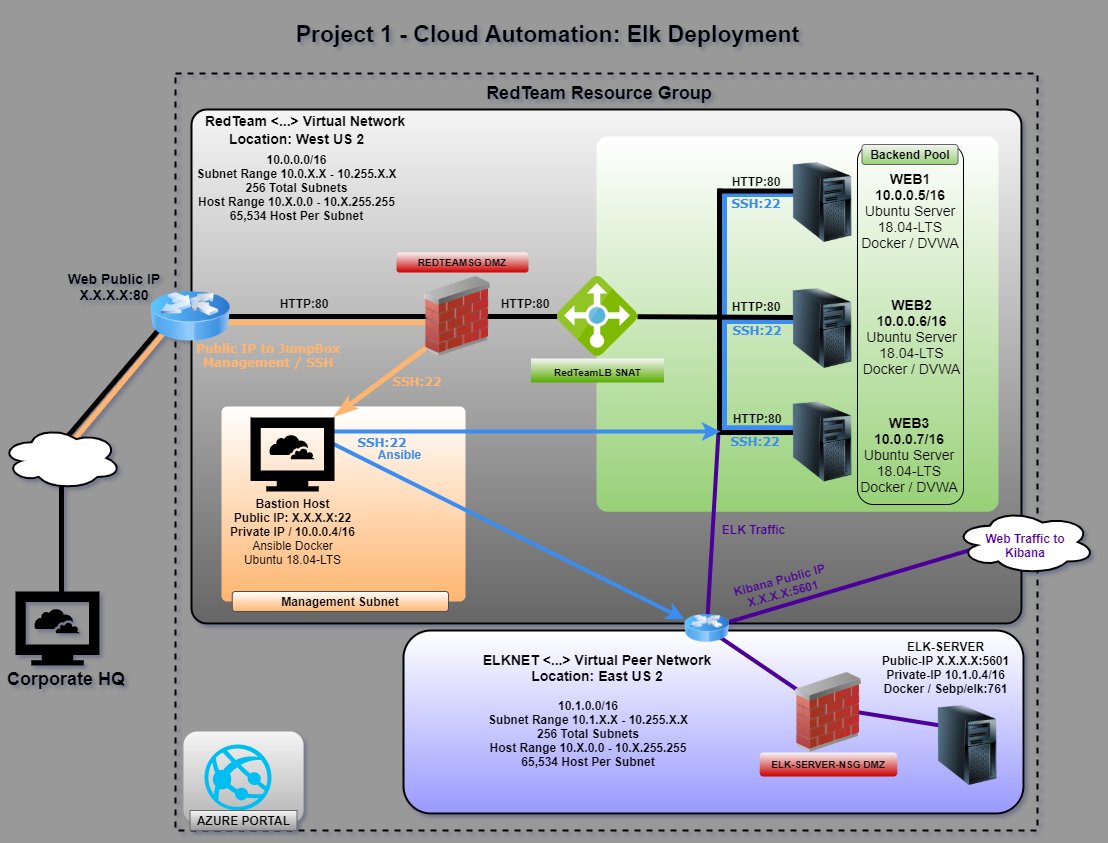 Project 1 - Cloud Automation: Elk Deployment
RedTeam Resource Group
RedTeam <...> Virtual Network
Location: West US 2
10.0.0.0/16
Subnet Range 10.0.X.X - 10.255.X.X
256 Total Subnets
Host Range 10.X.0.0 - 10.X.255.255
65,534 Host Per Subnet
Backend Pool
WEB1
10.0.0.5/16
Ubuntu Server
18.04-LTS
Docker / DVWA
HTTP:80
SSH:22
WEB2
10.0.0.6/16
Ubuntu Server
18.04-LTS
Docker / DVWA
HTTP:80
SSH:22
WEB3
10.0.0.7/16
Ubuntu Server
18.04-LTS
Docker / DVWA
HTTP:80
SSH:22
Web Public IP
X.X.X.X:80
HTTP:80
REDTEAMSG DMZ
HTTP:80
RedTeamLB SNAT
Public IP to JumpBox
Management / SSH
SSH:22
SSH:22
Ansible
Bastion Host
Public IP: X.X.X.X:22
Private IP / 10.0.0.4/16
Ansible Docker
Ubuntu 18.04-LTS
Management Subnet
ELK Traffic
Kibana Public IP
X.X.X.X:5601
Web Traffic to
Kibana
Corporate HQ
ELKNET <...> Virtual Peer Network
Location: East US 2
10.1.0.0/16
Subnet Range 10.1.X.X - 10.255.X.X
256 Total Subnets
Host Range 10.X.0.0 - 10.X.255.255
65,534 Host Per Subnet
ELK-SERVER
Public-IP X.X.X.X:5601
Private-IP 10.1.0.4/16
Docker / Sebp/elk:761
ELK-SERVER-NSG DMZ
AZURE PORTAL